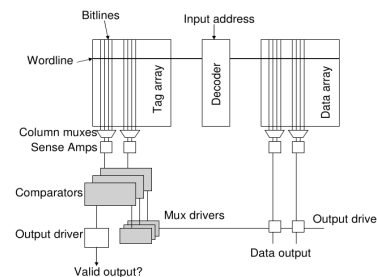 Bitlines
Input address
Wordline
Tag array
Decoder
Data array
Column muxes
Sense Amps
Comparators
Mux drivers
Output drive
Output driver
Data output
Valid output?